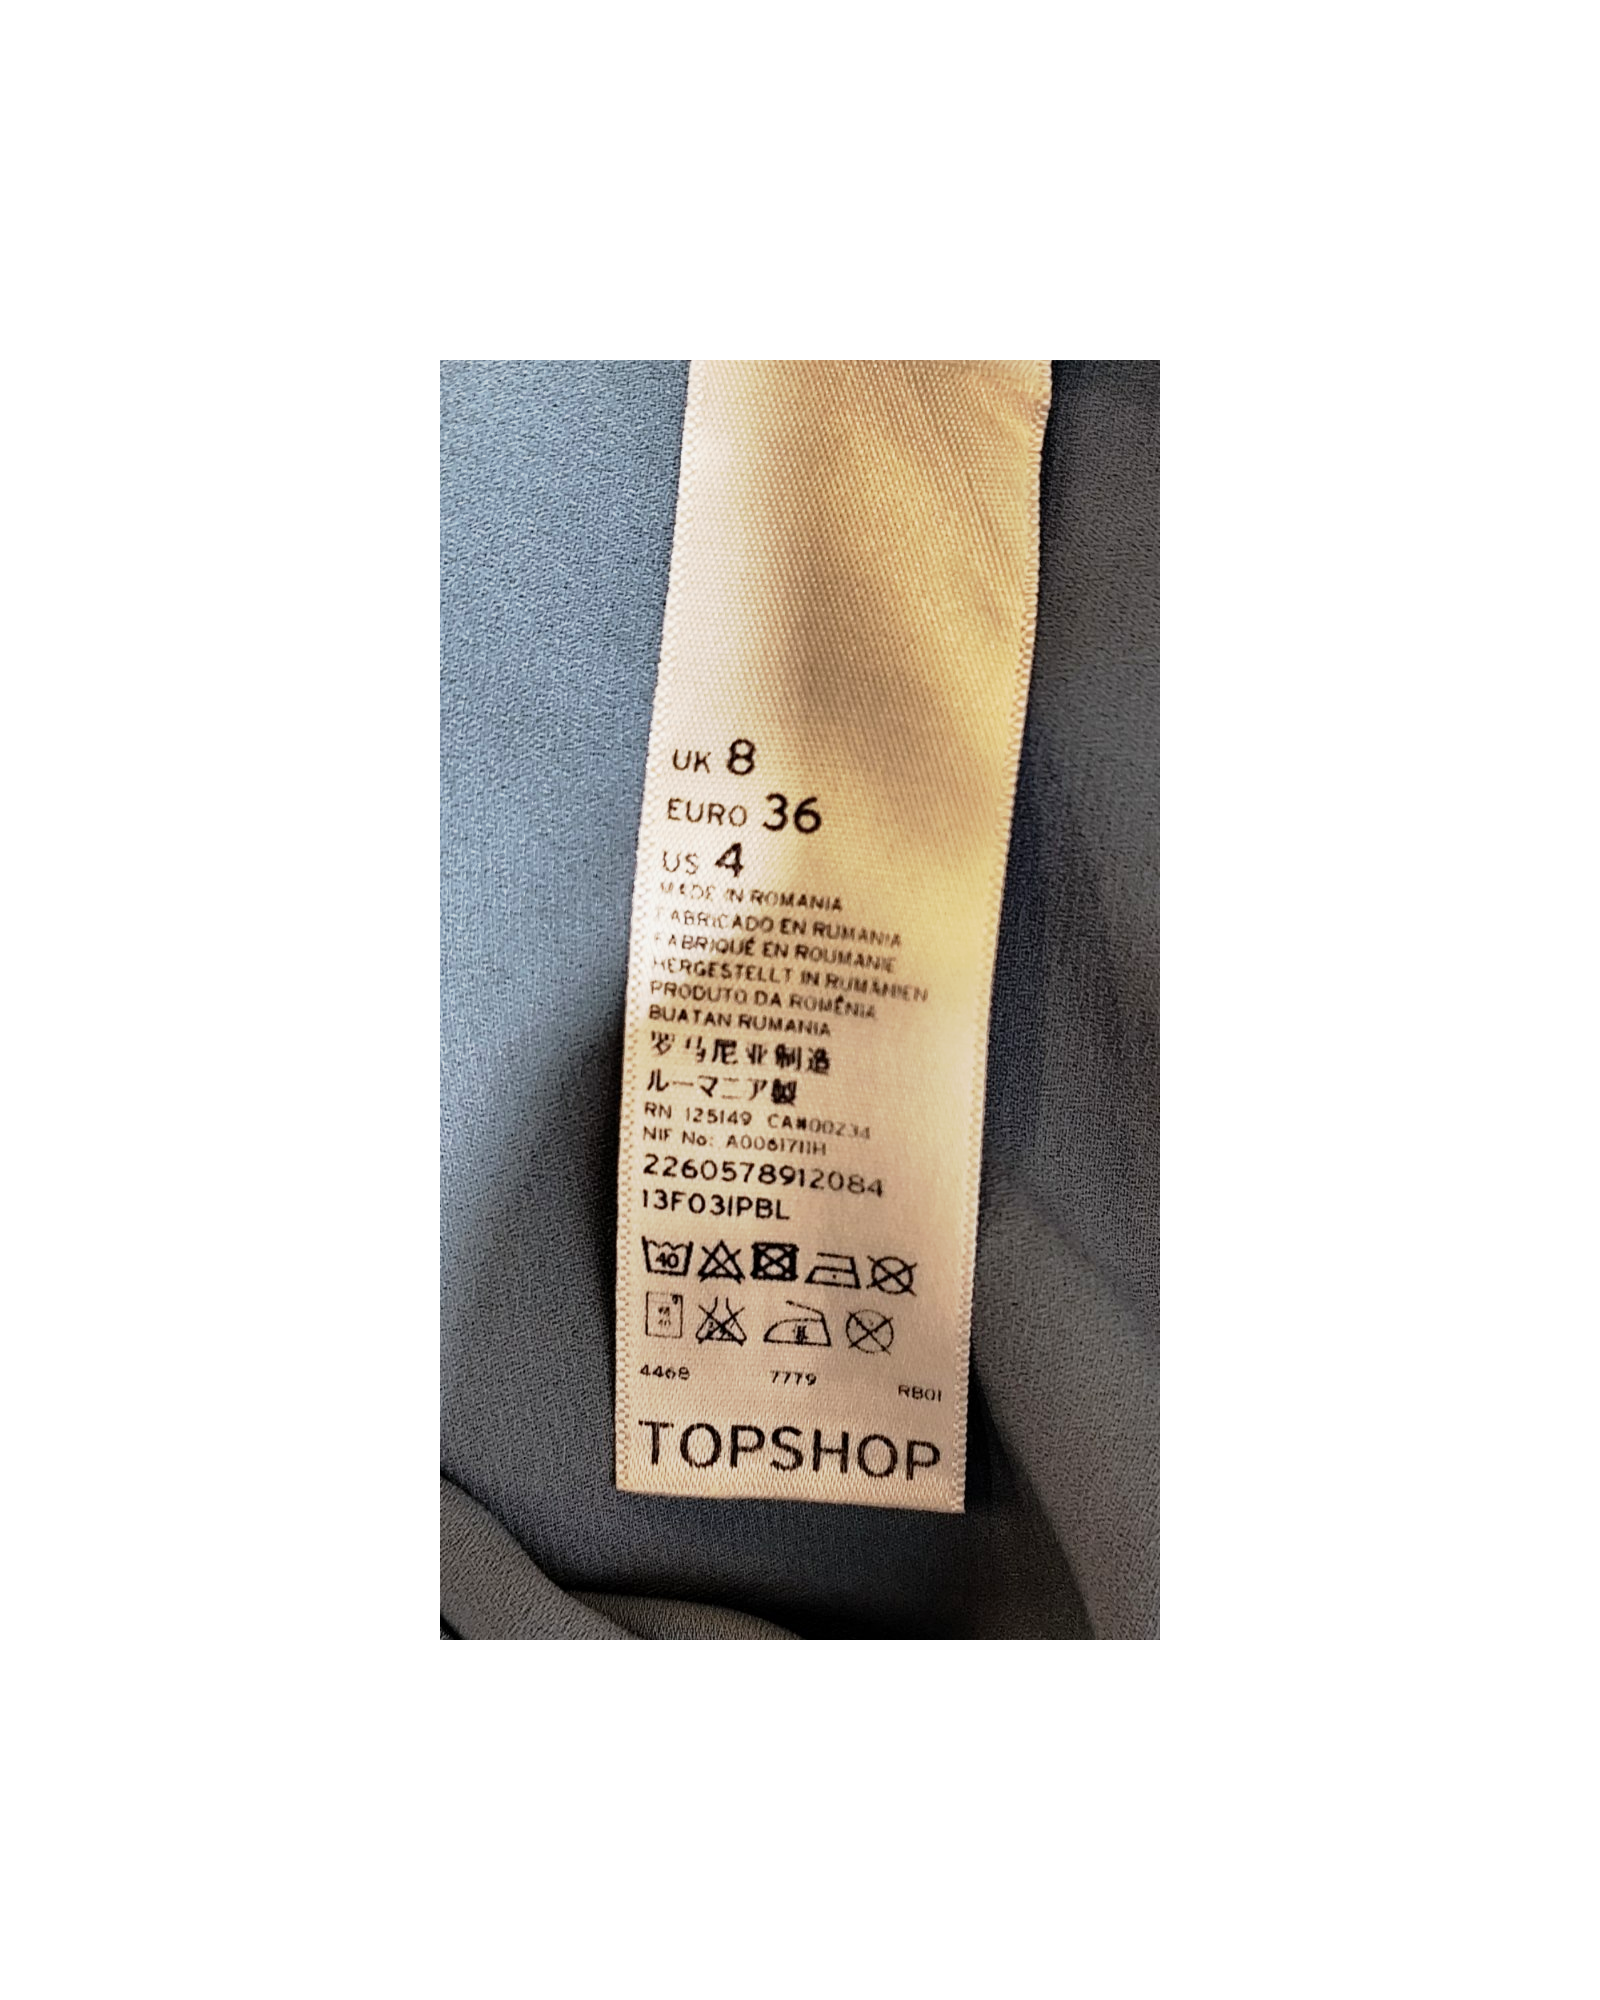 UK 8
EURO 36
US 4
MADE IN ROMANIA
FABRICADO EN RUMANIA
FABRIQUÉ EN ROUMANIE
HERGESTELLT IN RUMÄNIEN
PRODUTO DA ROMÊNIA
BUATAN RUMANIA
罗马尼亚制造
ルーマニア製
RN 125149 CA#00234
NIF No: A0061711H
2260578912084
13F03IPBL
40
4468 7779 RB01
TOPSHOP